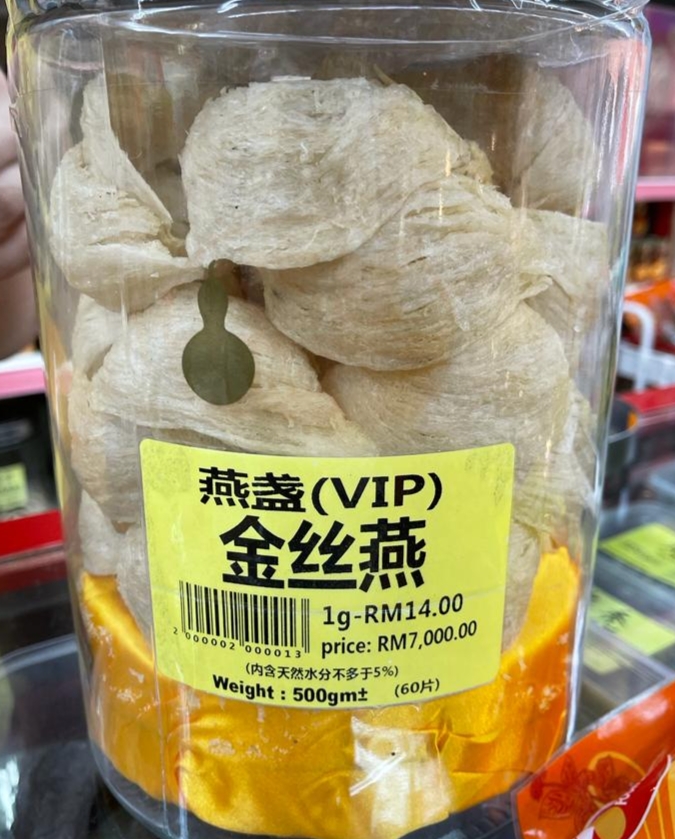 燕盏(VIP)
金丝燕
1g-RM14.00
2 000002 000013
price: RM7,000.00
(内含天然水分不多于5%)
Weight : 500gm± (60片)